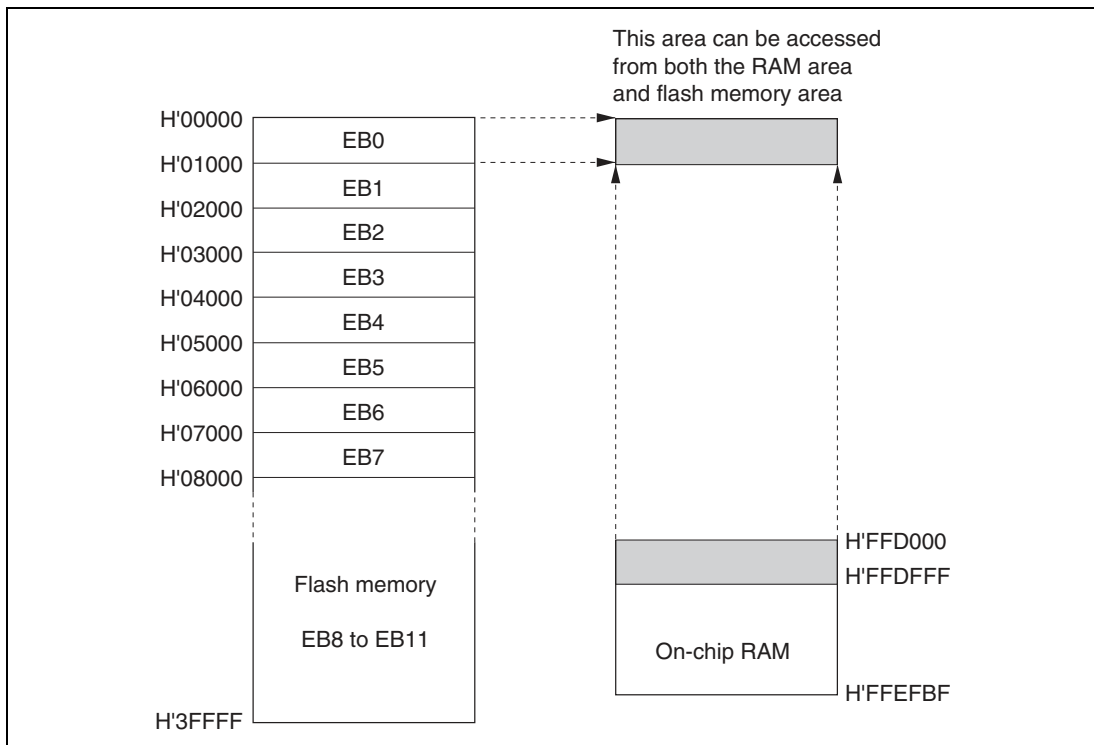 This area can be accessed
from both the RAM area
and flash memory area
H'00000
EB0
H'01000
EB1
H'02000
EB2
H'03000
EB3
H'04000
EB4
H'05000
EB5
H'06000
EB6
H'07000
EB7
H'08000
Flash memory
EB8 to EB11
H'3FFFF
H'FFD000
H'FFDFFF
On-chip RAM
H'FFEFBF